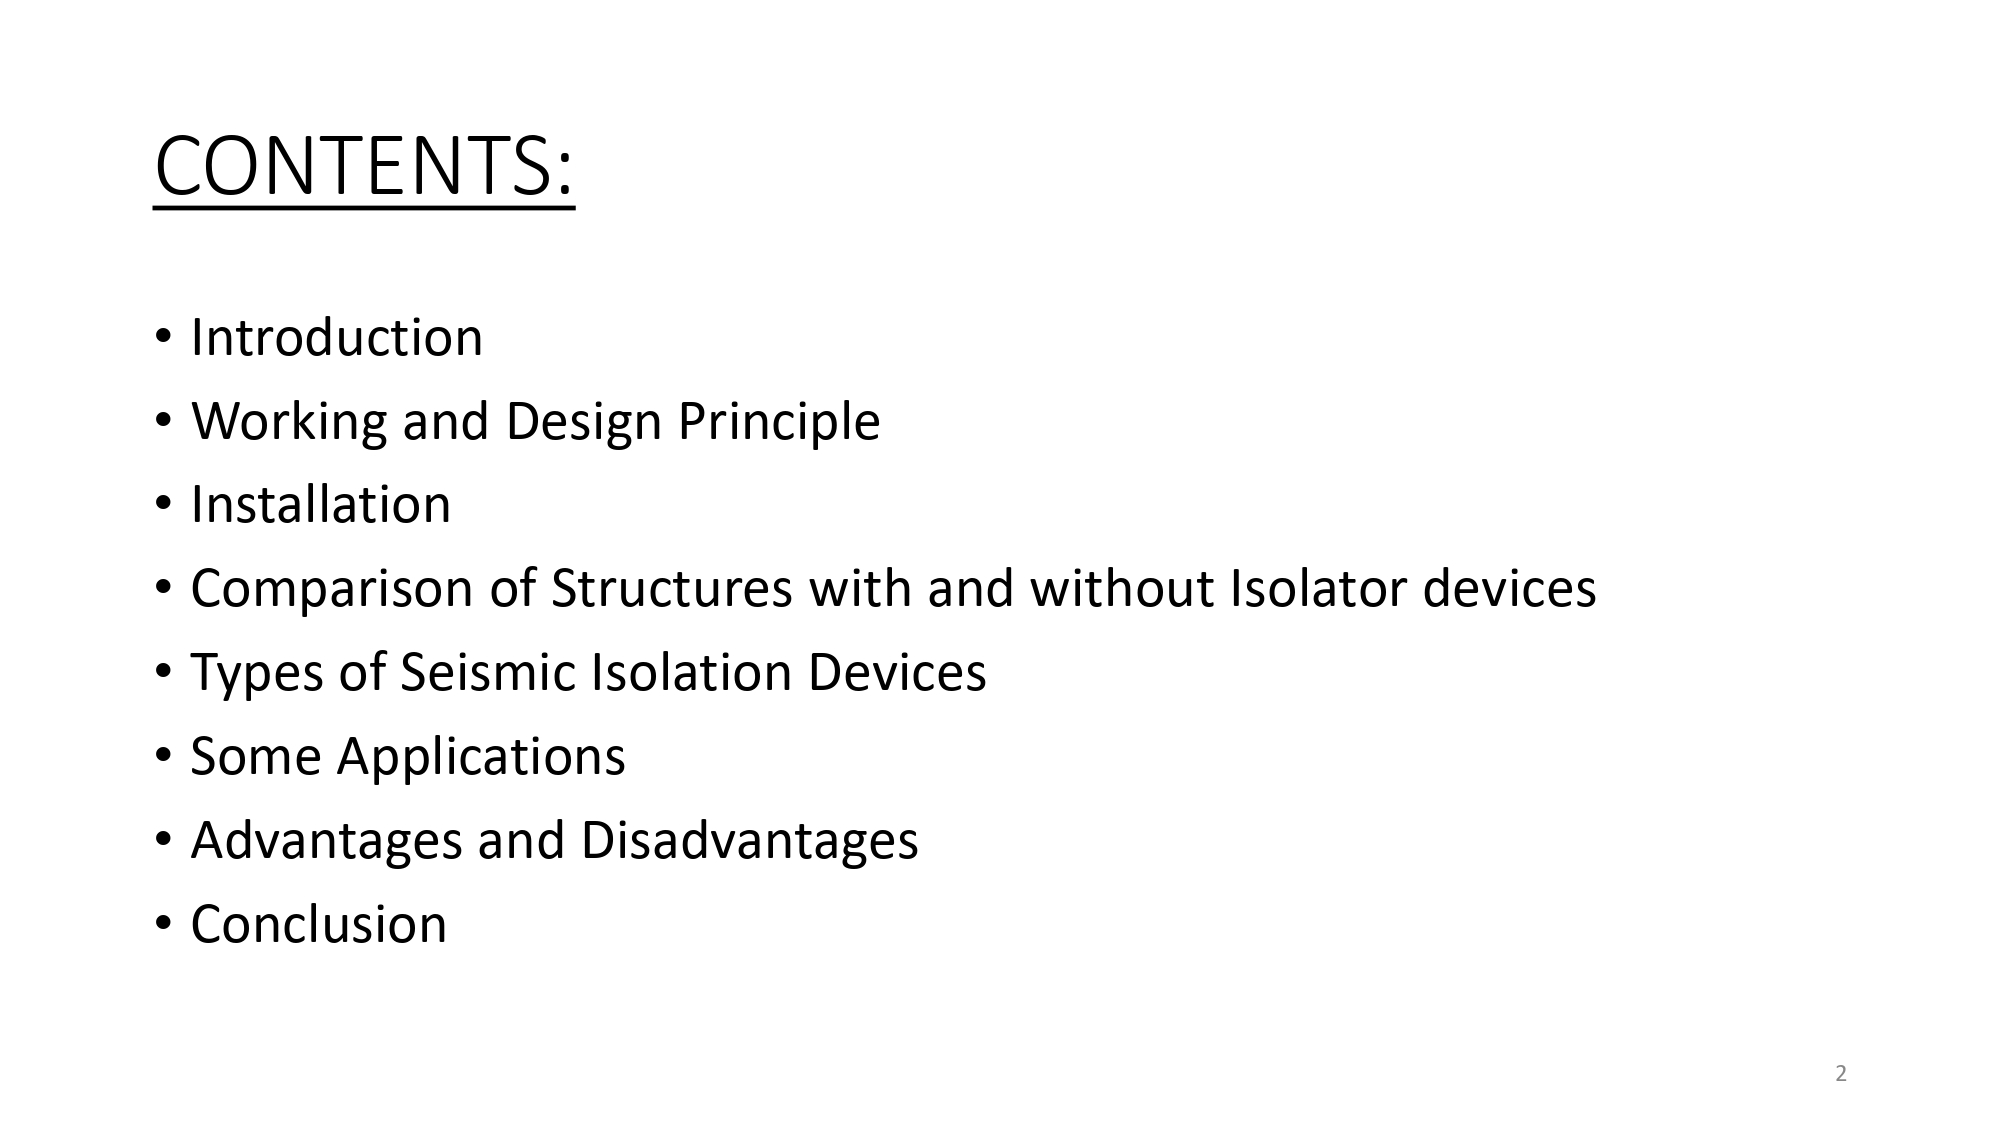 CONTENTS:
• Introduction
• Working and Design Principle
• Installation
• Comparison of Structures with and without Isolator devices
• Types of Seismic Isolation Devices
• Some Applications
• Advantages and Disadvantages
• Conclusion
2